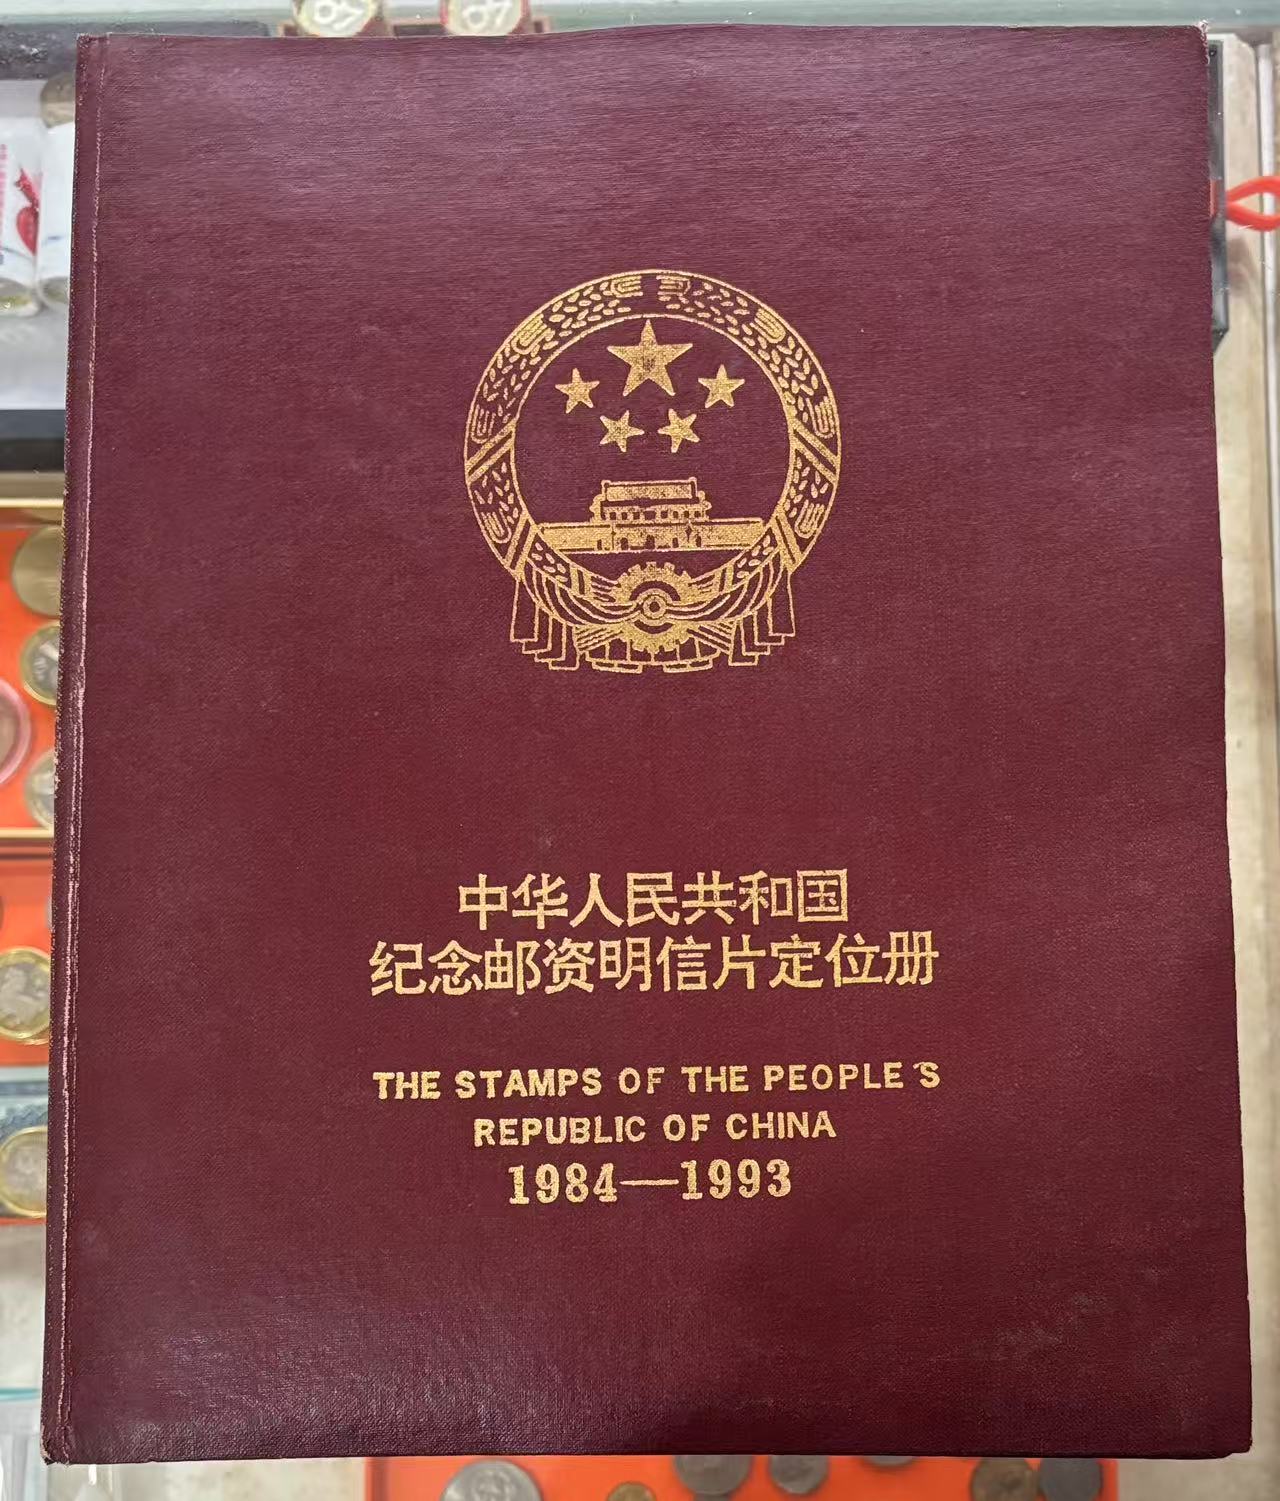 中华人民共和国
纪念邮资明信片定位册
THE STAMPS OF THE PEOPLE'S
REPUBLIC OF CHINA
1984—1993